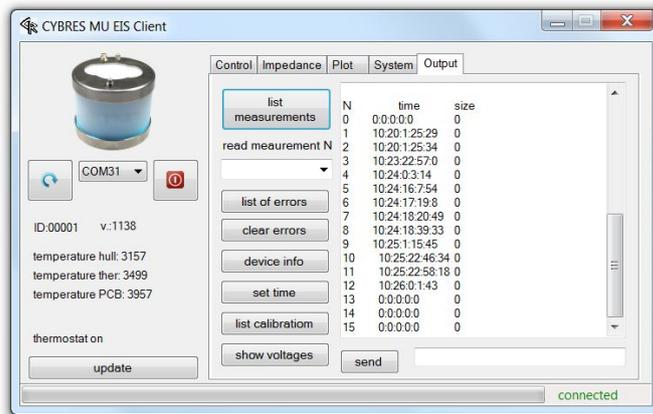 CYBRES MU EIS Client
Control Impedance Plot System Output
list measurements
read meaurement N
list of errors
clear errors
device info
set time
list calibratiom
show voltages
N time size
0 0:0:0:0:0 0
1 10:20:1:25:29 0
2 10:20:1:25:34 0
3 10:23:22:57:0 0
4 10:24:0:3:14 0
5 10:24:16:7:54 0
6 10:24:17:19:8 0
7 10:24:18:20:49 0
8 10:24:18:39:33 0
9 10:25:1:15:45 0
10 10:25:22:46:34 0
11 10:25:22:58:18 0
12 10:26:0:1:43 0
13 0:0:0:0:0 0
14 0:0:0:0:0 0
15 0:0:0:0:0 0
send
COM31
ID:00001 v.:1138
temperature hull: 3157
temperature ther: 3499
temperature PCB: 3957
thermostat on
update
connected